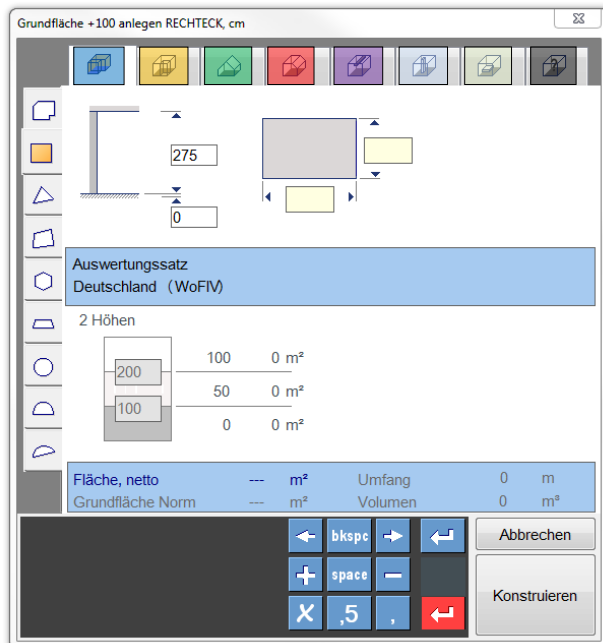 Grundfläche +100 anlegen RECHTECK, cm
275
0
Auswertungssatz
Deutschland (WoFIV)
2 Höhen
200 100 0 m²
100 50 0 m²
0 0 m²
Fläche, netto --- m² Umfang 0 m
Grundfläche Norm --- m² Volumen 0 m³
bkspc Abbrechen
space
,5 , Konstruieren